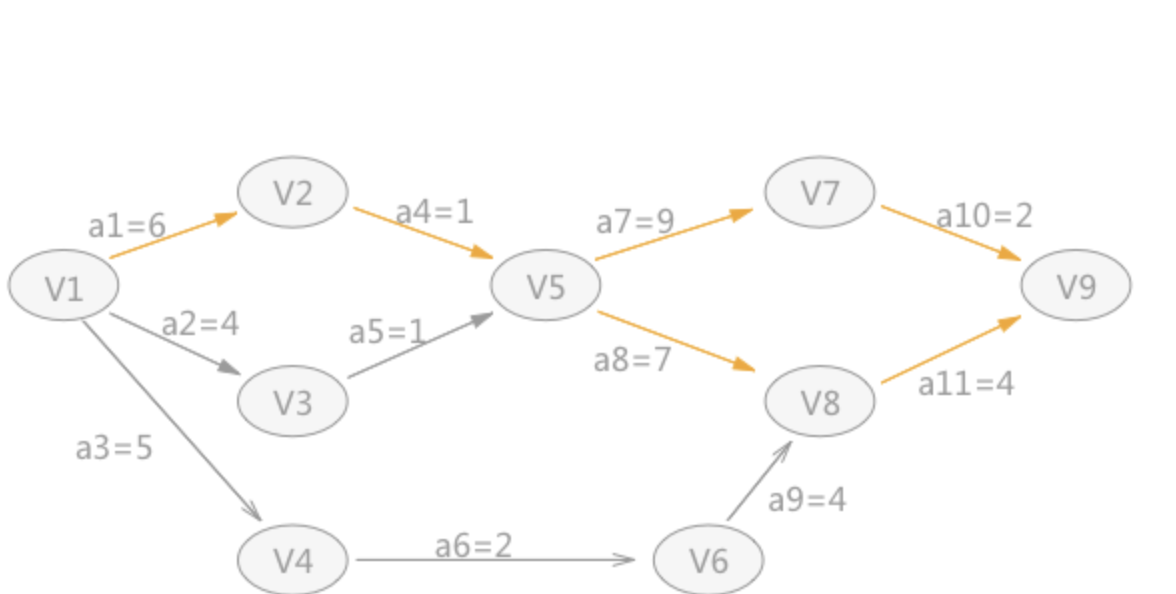 V2
V7
a1=6
a4=1
a7=9
a10=2
V1
V5
V9
a2=4
a5=1
a8=7
a11=4
V3
V8
a3=5
a9=4
a6=2
V4
V6